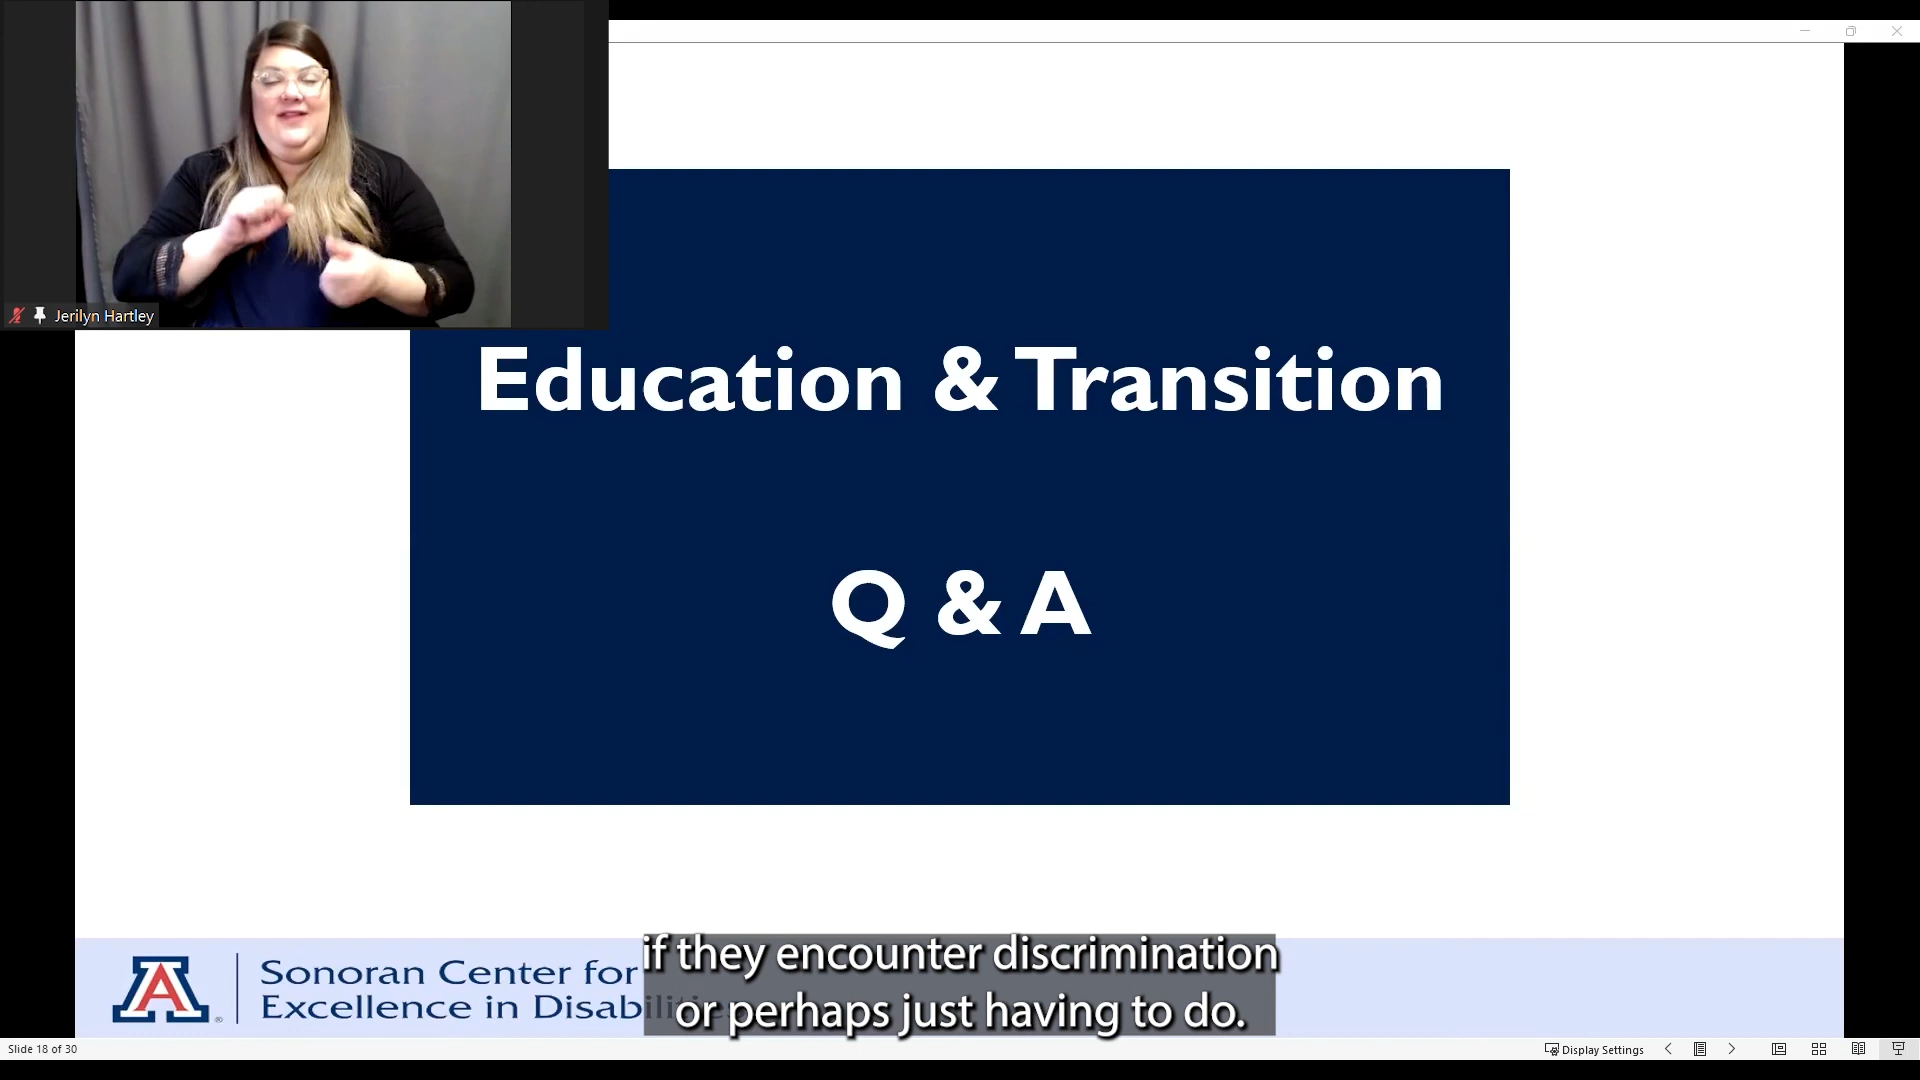 Jerilyn Hartley
Education & Transition
Q & A
Sonoran Center for
Excellence in Disabilities
if they encounter discrimination
or perhaps just having to do.
Slide 18 of 30
Display Settings